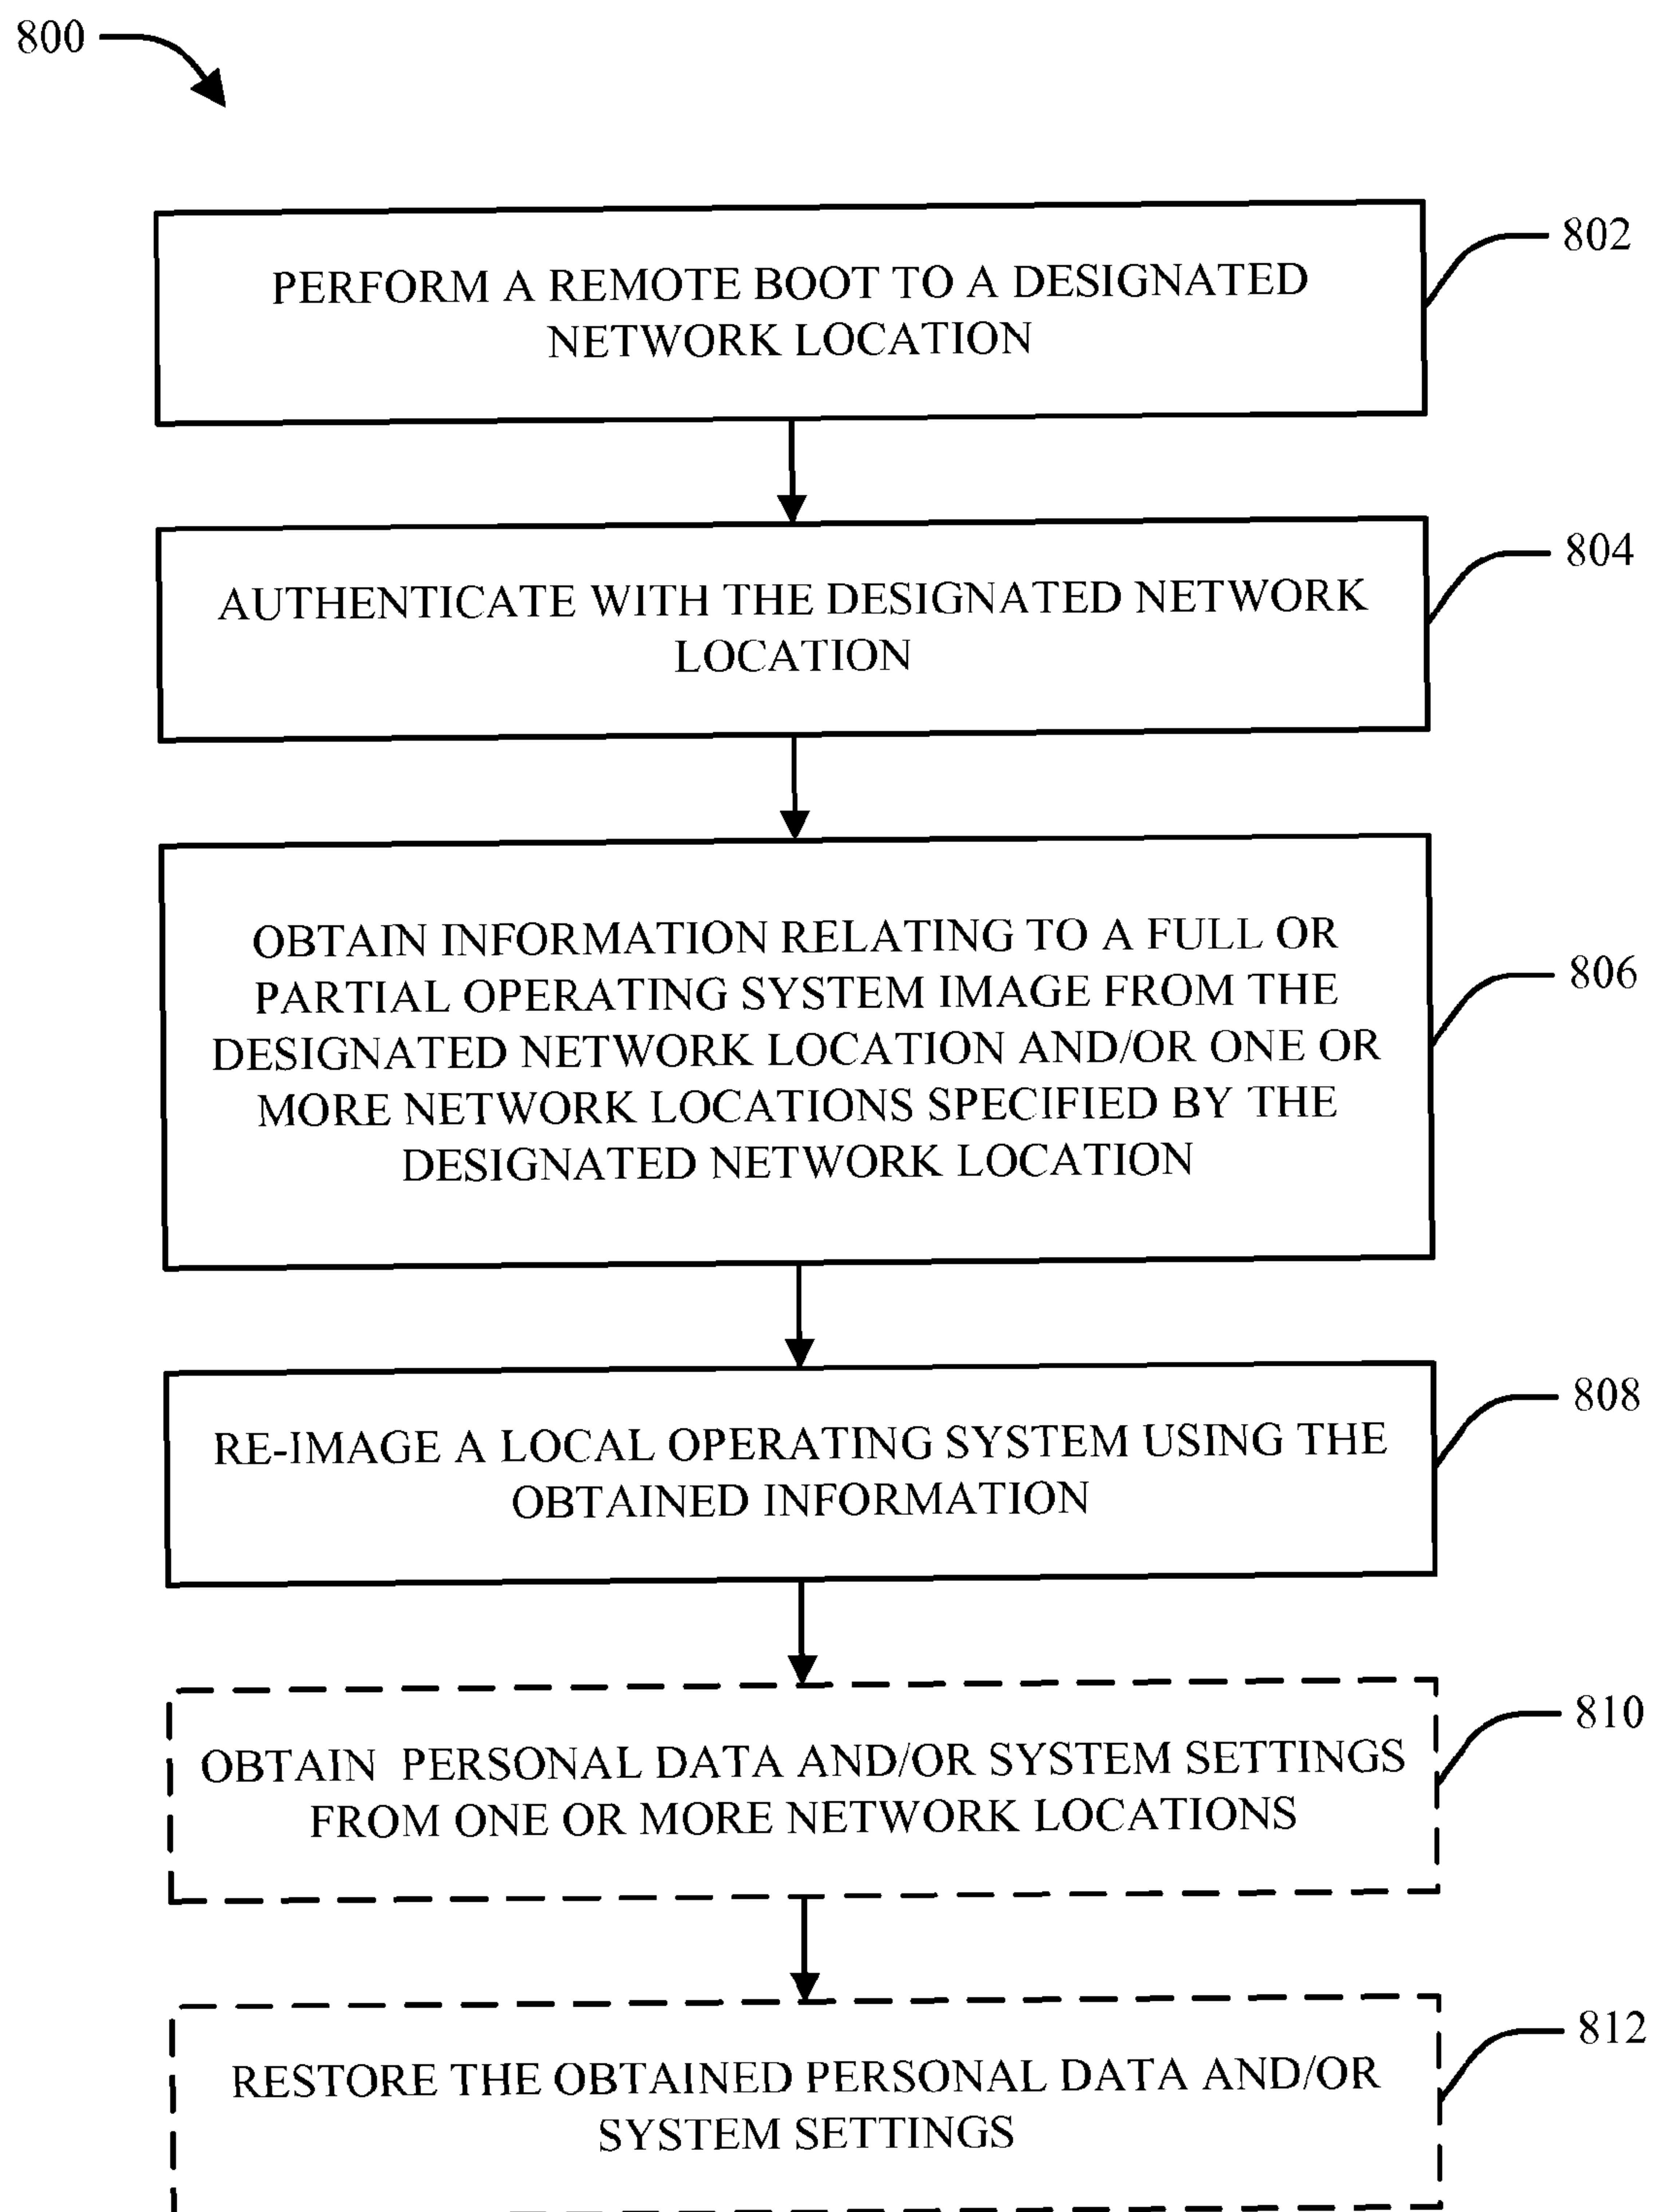 800
PERFORM A REMOTE BOOT TO A DESIGNATED
NETWORK LOCATION
802
AUTHENTICATE WITH THE DESIGNATED NETWORK
LOCATION
804
OBTAIN INFORMATION RELATING TO A FULL OR
PARTIAL OPERATING SYSTEM IMAGE FROM THE
DESIGNATED NETWORK LOCATION AND/OR ONE OR
MORE NETWORK LOCATIONS SPECIFIED BY THE
DESIGNATED NETWORK LOCATION
806
RE-IMAGE A LOCAL OPERATING SYSTEM USING THE
OBTAINED INFORMATION
808
OBTAIN PERSONAL DATA AND/OR SYSTEM SETTINGS
FROM ONE OR MORE NETWORK LOCATIONS
810
RESTORE THE OBTAINED PERSONAL DATA AND/OR
SYSTEM SETTINGS
812